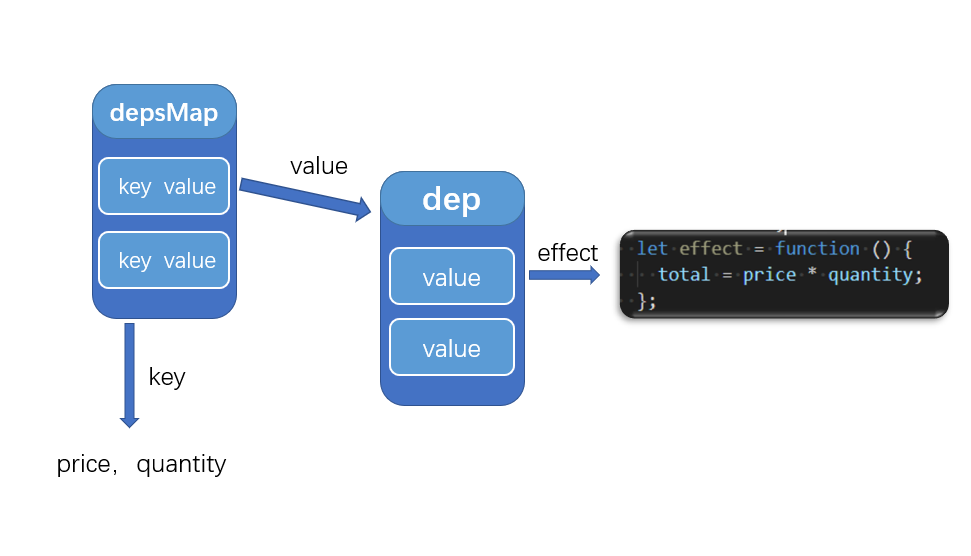 depsMap
key value
key value
value
key
price, quantity
dep
value
value
effect
let effect = function () {
total = price * quantity;
};